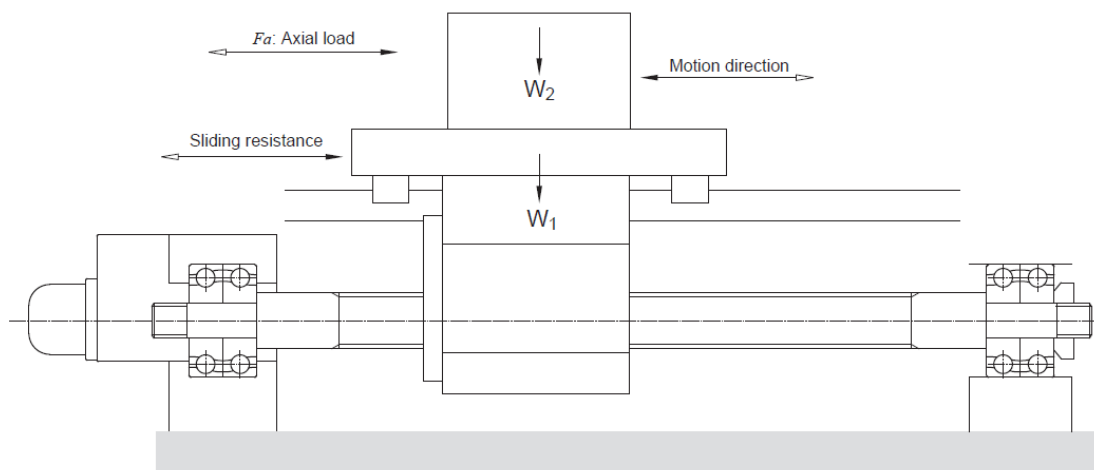 Fa: Axial load
W2
Motion direction
Sliding resistance
W1